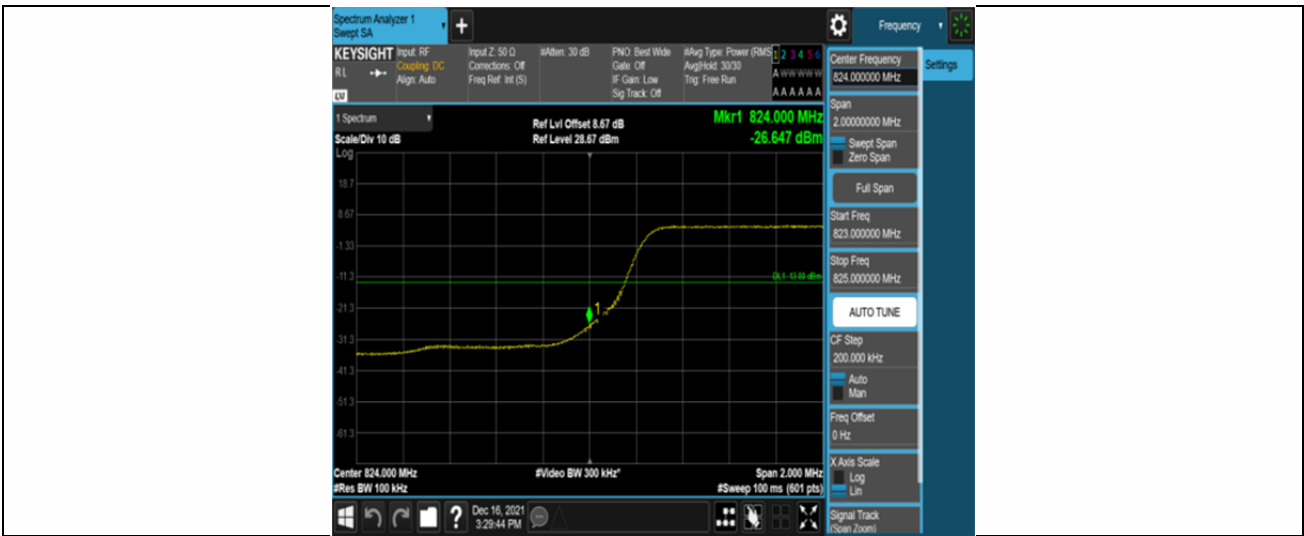 Spectrum Analyzer 1
Swept SA
+
Frequency
KEYSIGHT
Input: RF
Coupling: DC
Align: Auto
Input Z: 50 Ω
Corrections: Off
Freq Ref: Int (S)
#Atten: 30 dB
PNO: Best Wide
Gate: Off
IF Gain: Low
Sig Track: Off
#Avg Type: Power (RMS
Avg|Hold: 30/30
Trig: Free Run
1 2 3 4 5 6
A W W W W W
A A A A A A
R L
LXI
Center Frequency
824.000000 MHz
Settings
Span
2.00000000 MHz
Swept Span
Zero Span
Full Span
Start Freq
823.000000 MHz
Stop Freq
825.000000 MHz
AUTO TUNE
CF Step
200.000 kHz
Auto
Man
Freq Offset
0 Hz
X Axis Scale
Log
Lin
Signal Track
(Span Zoom)
1 Spectrum
Scale/Div 10 dB
Log
Ref Lvl Offset 8.67 dB
Ref Level 28.67 dBm
Mkr1 824.000 MHz
-26.647 dBm
18.7
8.67
-1.33
-11.3
-21.3
-31.3
-41.3
-51.3
-61.3
DL1 -13.00 dBm
1
Center 824.000 MHz
#Res BW 100 kHz
#Video BW 300 kHz*
Span 2.000 MHz
#Sweep 100 ms (601 pts)
?
Dec 16, 2021
3:29:44 PM